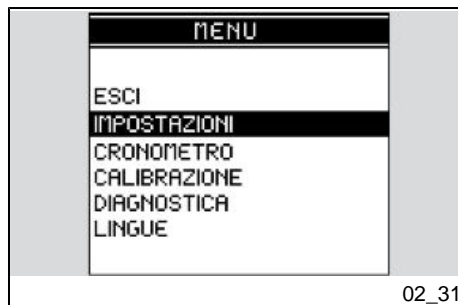 MENU
ESCI
IMPOSTAZIONI
CRONOMETRO
CALIBRAZIONE
DIAGNOSTICA
LINGUE
02_31